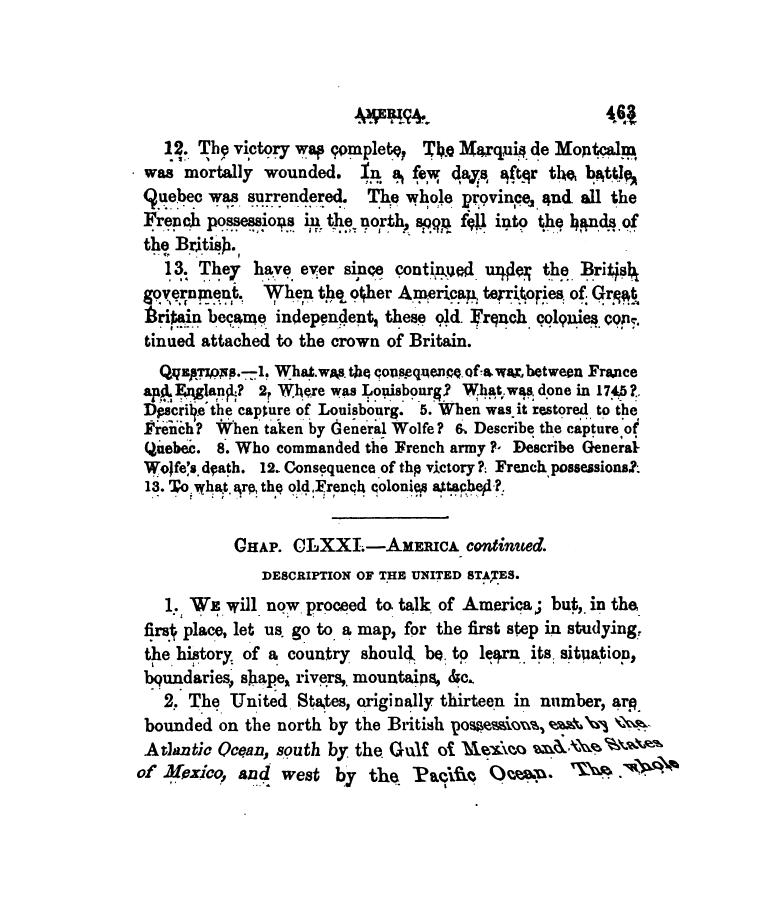 AMERICA. 463
12. The victory was complete. The Marquis de Montcalm
was mortally wounded. In a few days after the battle,
Quebec was surrendered. The whole province, and all the
French possessions in the north, soon fell into the hands of
the British.
13. They have ever since continued under the British
government. When the other American territories of Great
Britain became independent, these old French colonies con-
tinued attached to the crown of Britain.
QUESTIONS.—1. What was the consequence of a war between France
and England? 2. Where was Louisbourg? What was done in 1745?
Describe the capture of Louisbourg. 5. When was it restored to the
French? When taken by General Wolfe? 6. Describe the capture of
Quebec. 8. Who commanded the French army? Describe General
Wolfe's death. 12. Consequence of the victory? French possessions?
13. To what are the old French colonies attached?
CHAP. CLXXI.—AMERICA continued.
DESCRIPTION OF THE UNITED STATES.
1. WE will now proceed to talk of America; but, in the
first place, let us go to a map, for the first step in studying
the history of a country should be to learn its situation,
boundaries, shape, rivers, mountains, &c.
2. The United States, originally thirteen in number, are
bounded on the north by the British possessions, east by the
Atlantic Ocean, south by the Gulf of Mexico and the States
of Mexico, and west by the Pacific Ocean. The whole